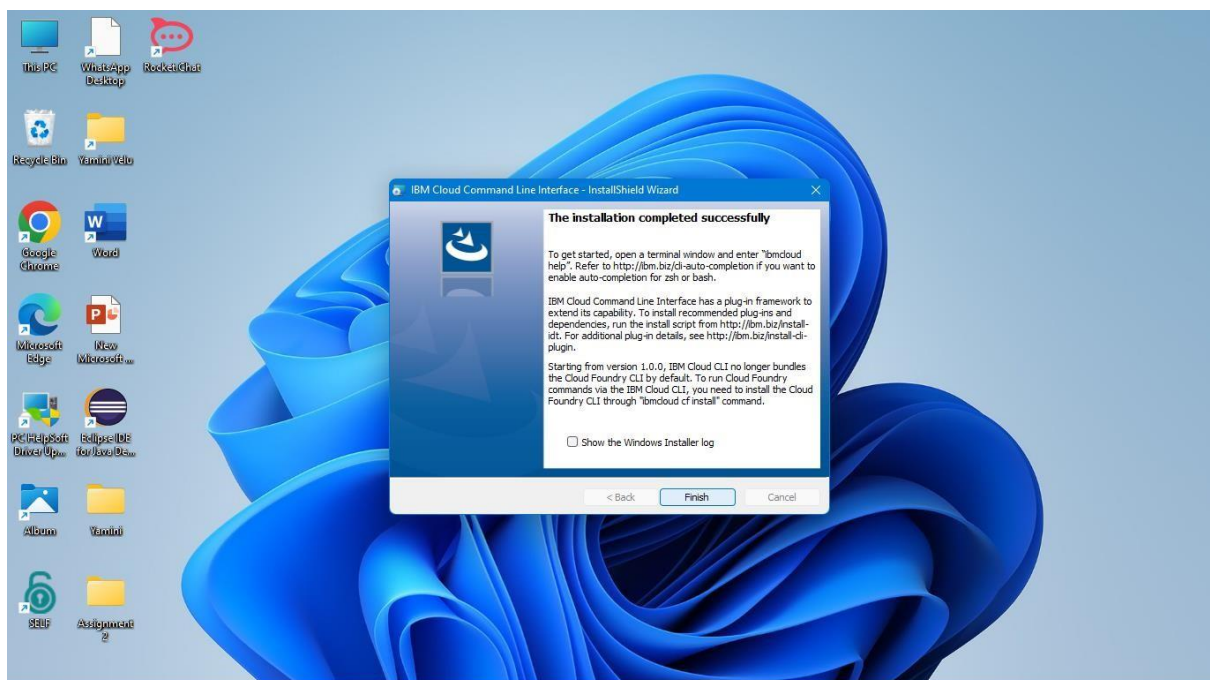 This PC
WhatsApp
Desktop
RocketChat
Recycle Bin
Yamini Velu
Google
Chrome
W
Word
Microsoft
Edge
P
New
Microsoft ...
PC HelpSoft
Driver Up...
Eclipse IDE
for Java De...
Album
Yamini
SELF
Assignment
2
IBM Cloud Command Line Interface - InstallShield Wizard
The installation completed successfully
To get started, open a terminal window and enter "ibmcloud
help". Refer to http://ibm.biz/cli-auto-completion if you want to
enable auto-completion for zsh or bash.
IBM Cloud Command Line Interface has a plug-in framework to
extend its capability. To install recommended plug-ins and
dependencies, run the install script from http://ibm.biz/install-
idt. For additional plug-in details, see http://ibm.biz/install-cli-
plugin.
Starting from version 1.0.0, IBM Cloud CLI no longer bundles
the Cloud Foundry CLI by default. To run Cloud Foundry
commands via the IBM Cloud CLI, you need to install the Cloud
Foundry CLI through "ibmcloud cf install" command.
Show the Windows Installer log
< Back
Finish
Cancel